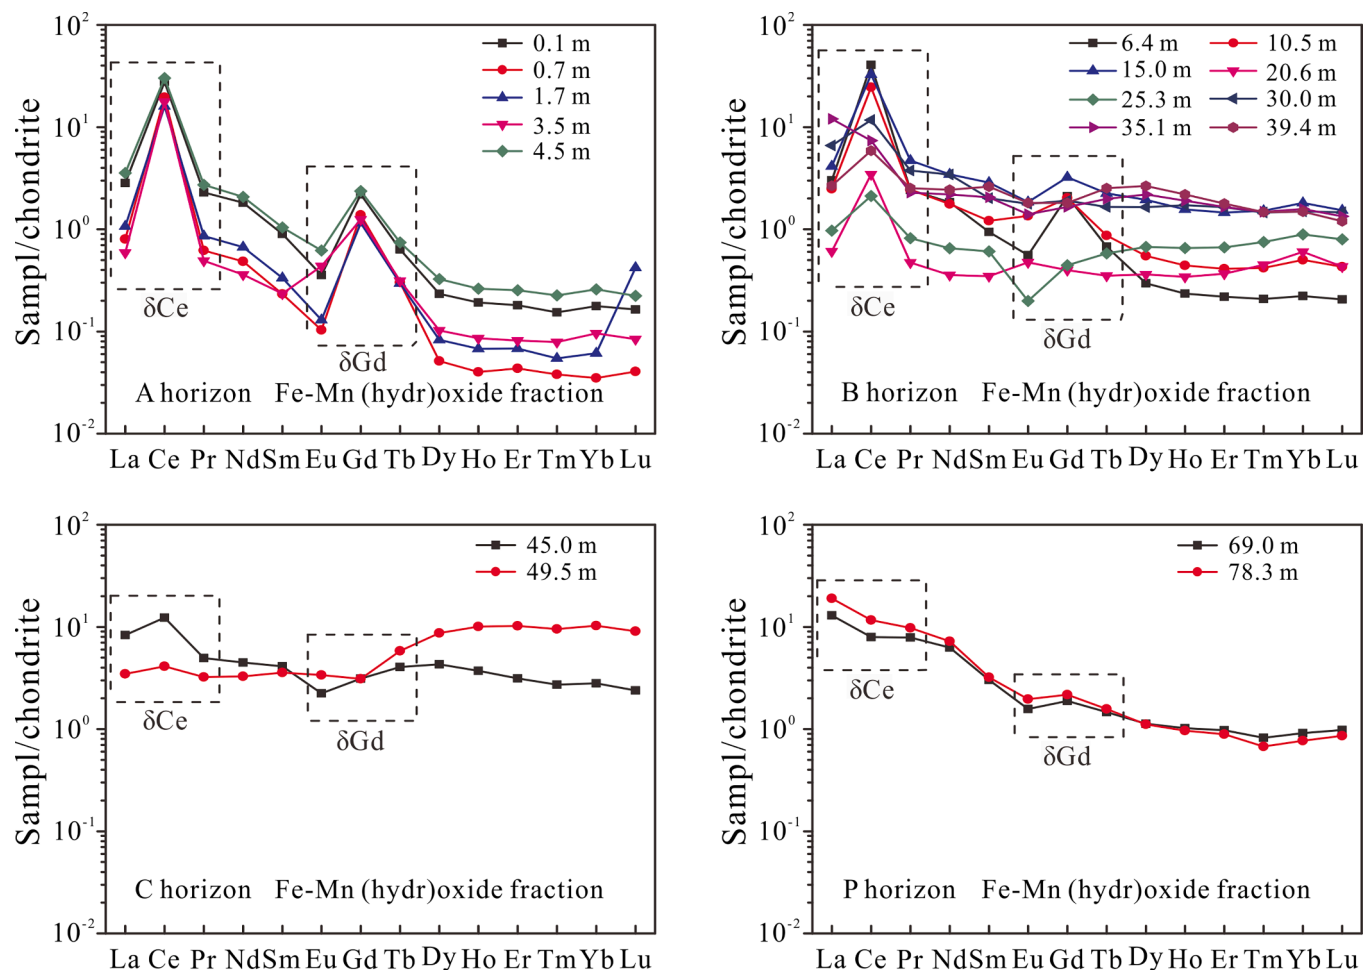 Sampl/chondrite
10²
10¹
10⁰
10⁻¹
10⁻²
0.1 m
0.7 m
1.7 m
3.5 m
4.5 m
δCe
δGd
A horizon Fe-Mn (hydr)oxide fraction
La Ce Pr Nd Sm Eu Gd Tb Dy Ho Er Tm Yb Lu
Sampl/chondrite
10²
10¹
10⁰
10⁻¹
10⁻²
6.4 m 10.5 m
15.0 m 20.6 m
25.3 m 30.0 m
35.1 m 39.4 m
δCe
δGd
B horizon Fe-Mn (hydr)oxide fraction
La Ce Pr Nd Sm Eu Gd Tb Dy Ho Er Tm Yb Lu
Sampl/chondrite
10²
10¹
10⁰
10⁻¹
10⁻²
45.0 m
49.5 m
δCe
δGd
C horizon Fe-Mn (hydr)oxide fraction
La Ce Pr Nd Sm Eu Gd Tb Dy Ho Er Tm Yb Lu
Sampl/chondrite
10²
10¹
10⁰
10⁻¹
10⁻²
69.0 m
78.3 m
δCe
δGd
P horizon Fe-Mn (hydr)oxide fraction
La Ce Pr Nd Sm Eu Gd Tb Dy Ho Er Tm Yb Lu